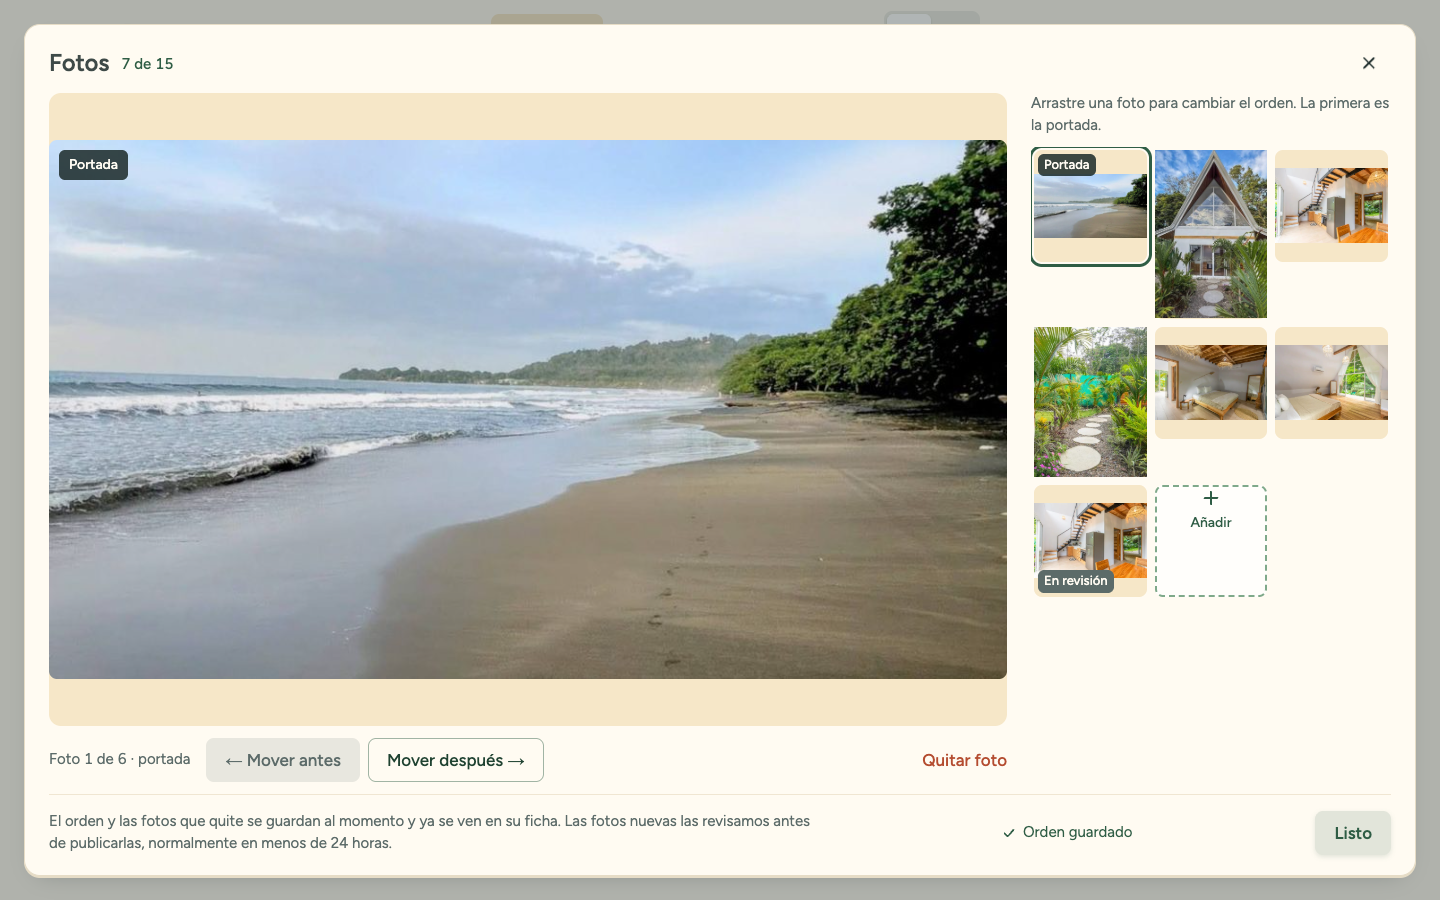 Fotos 7 de 15
Portada
Arrastre una foto para cambiar el orden. La primera es
la portada.
Portada
En revisión
+
Añadir
Foto 1 de 6 · portada
← Mover antes
Mover después →
Quitar foto
El orden y las fotos que quite se guardan al momento y ya se ven en su ficha. Las fotos nuevas las revisamos antes
de publicarlas, normalmente en menos de 24 horas.
✓ Orden guardado
Listo